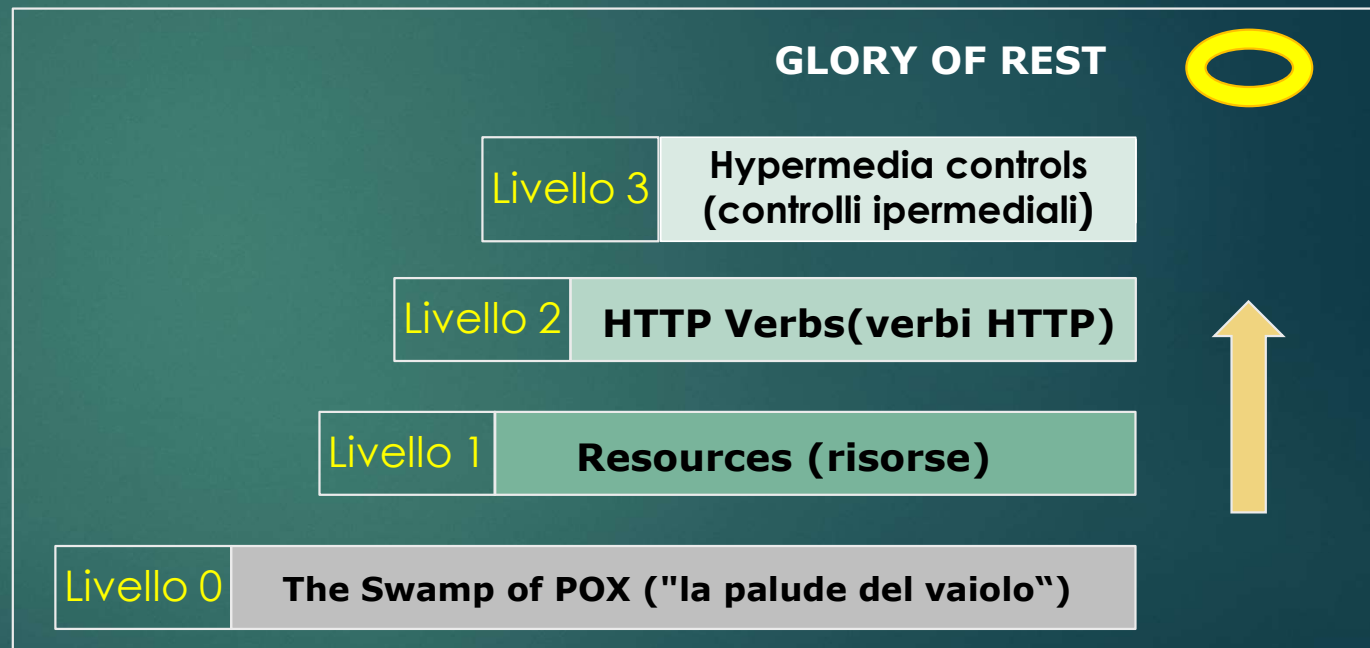 GLORY OF REST
Livello 3
Hypermedia controls
(controlli ipermediali)
Livello 2
HTTP Verbs(verbi HTTP)
Livello 1
Resources (risorse)
Livello 0
The Swamp of POX ("la palude del vaiolo“)